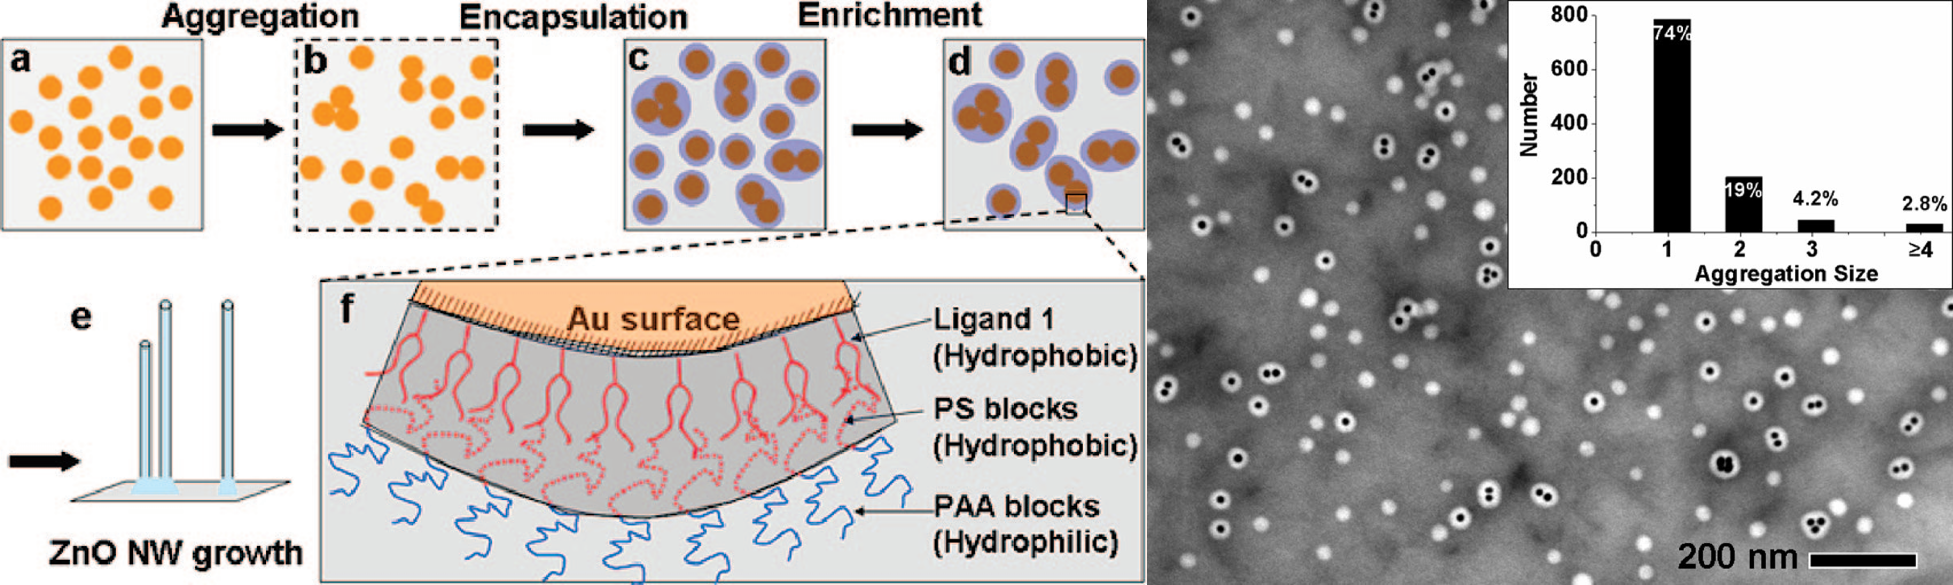 Aggregation Encapsulation Enrichment
a
b
c
d
e
ZnO NW growth
f
Au surface
Ligand 1
(Hydrophobic)
PS blocks
(Hydrophobic)
PAA blocks
(Hydrophilic)
800
600
400
200
0
Number
74%
19%
4.2%
2.8%
0 1 2 3 ≥4
Aggregation Size
200 nm